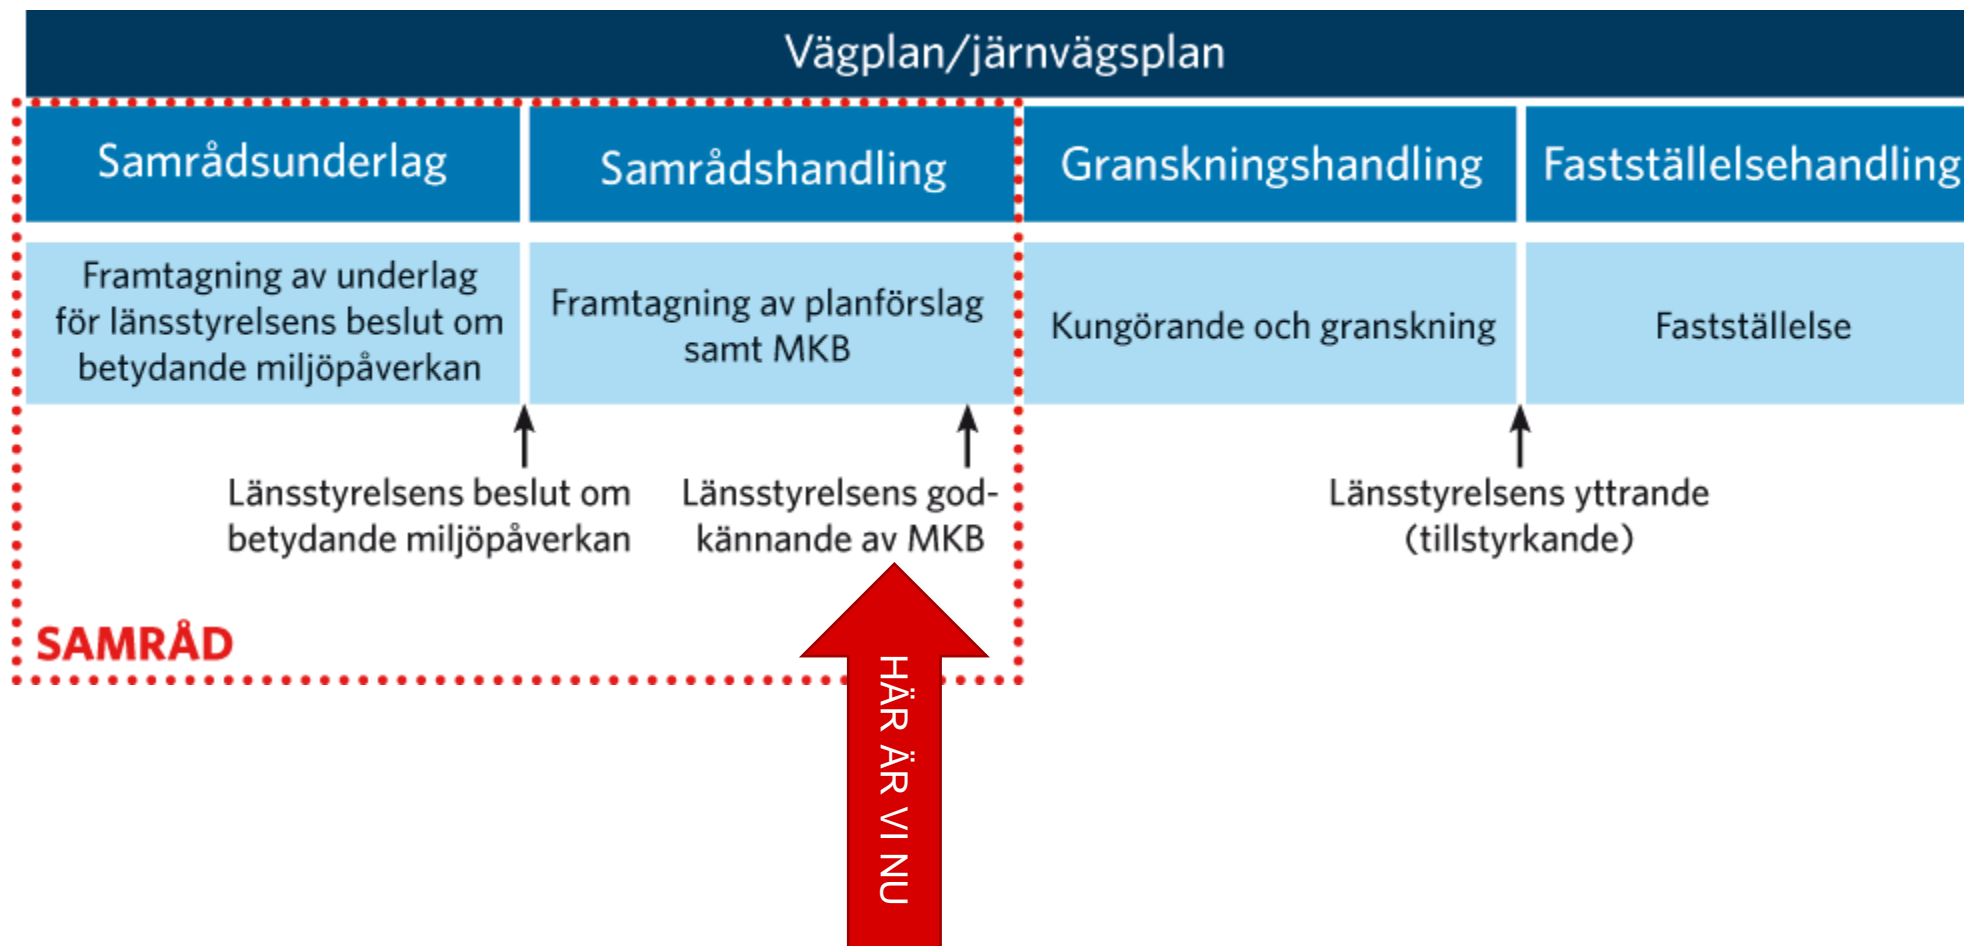 Vägplan/järnvägsplan
Samrådsunderlag
Samrådshandling
Granskningshandling
Fastställelsehandling
Framtagning av underlag
för länsstyrelsens beslut om
betydande miljöpåverkan
Framtagning av planförslag
samt MKB
Kungörande och granskning
Fastställelse
Länsstyrelsens beslut om
betydande miljöpåverkan
Länsstyrelsens god-
kännande av MKB
Länsstyrelsens yttrande
(tillstyrkande)
SAMRÅD
HÄR ÄR VI NU